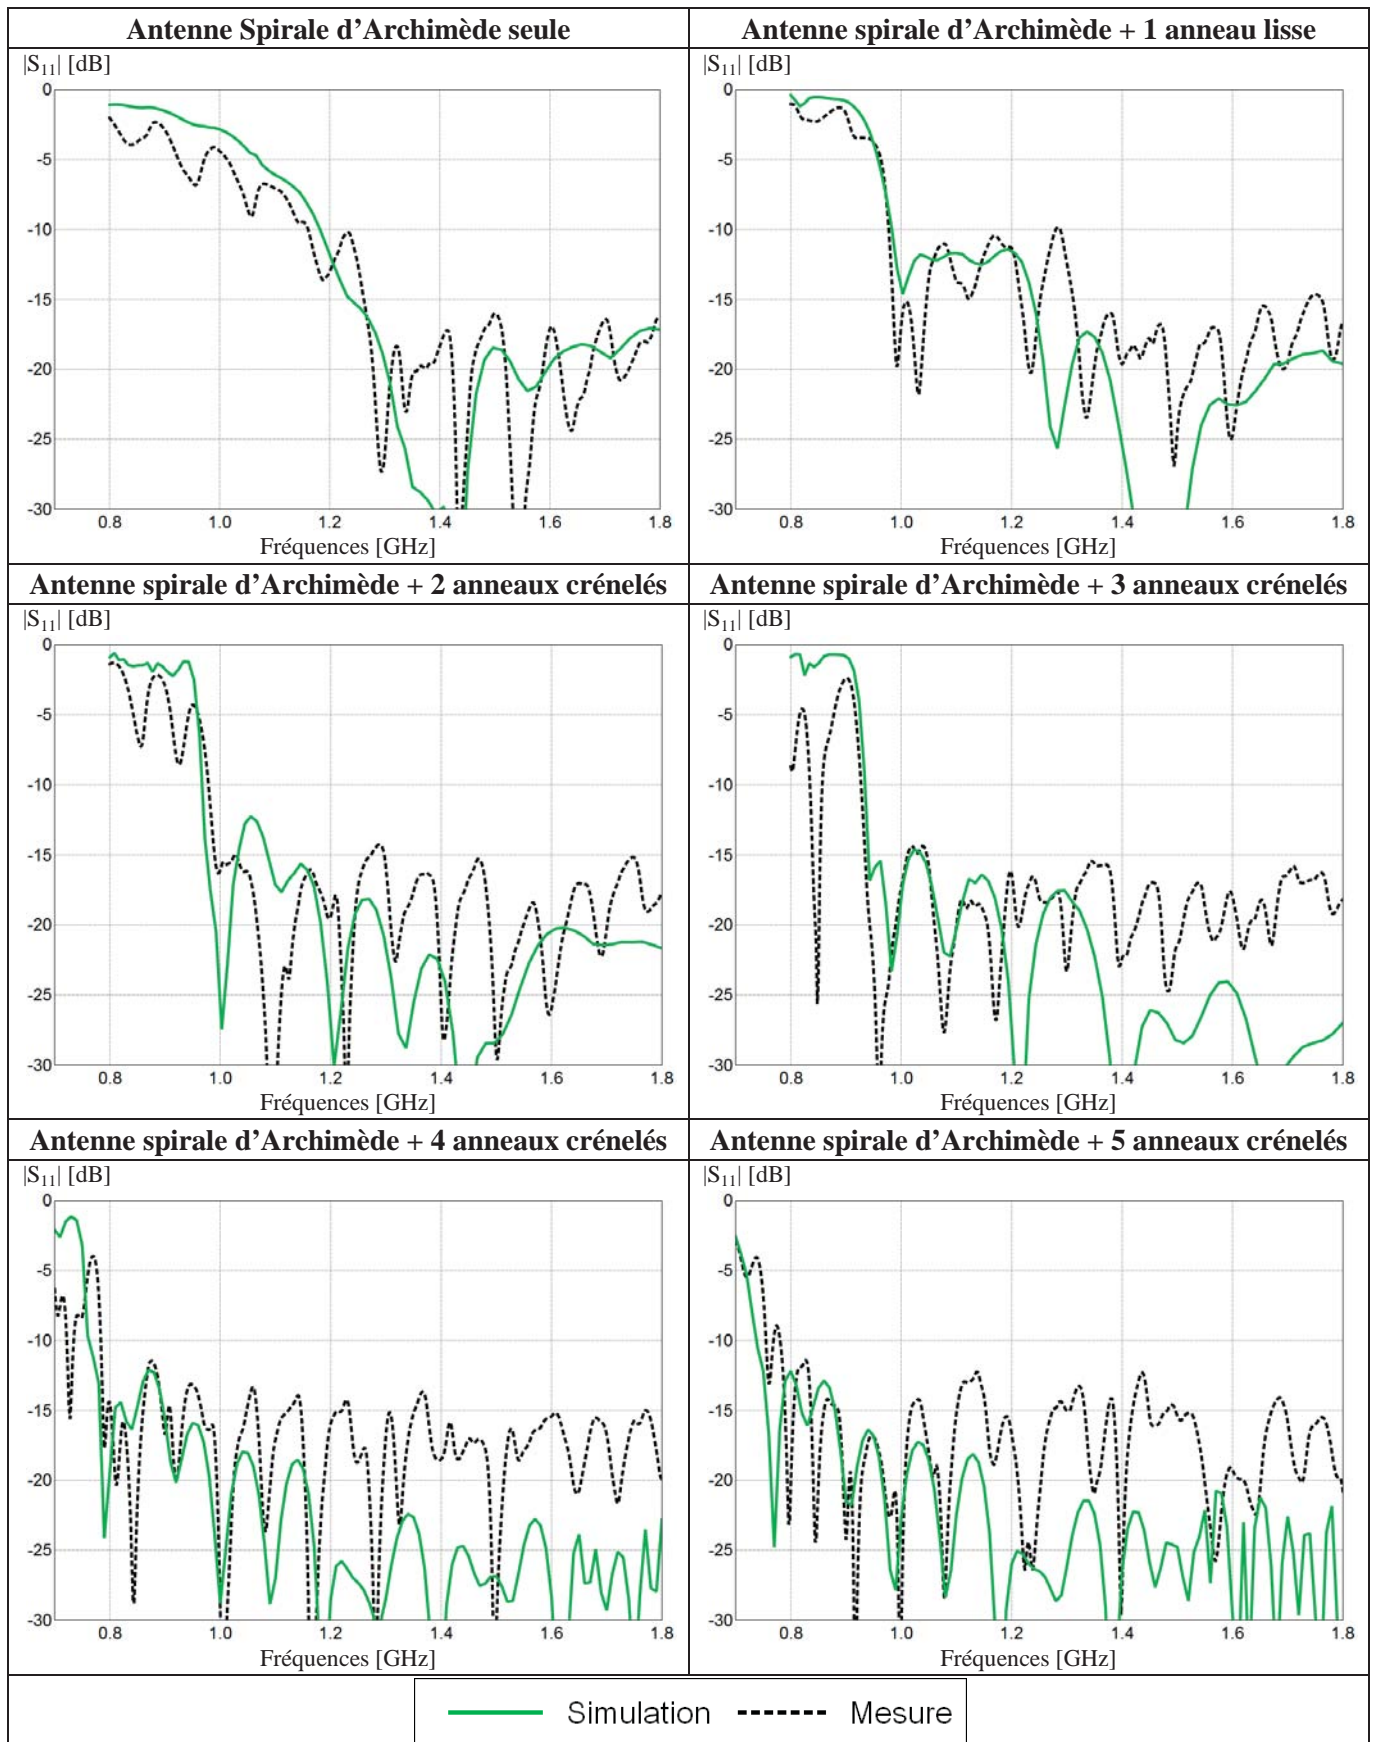 Antenne Spirale d'Archimède seule
|S11| [dB]
0
-5
-10
-15
-20
-25
-30
0.8 1.0 1.2 1.4 1.6 1.8
Fréquences [GHz]
Antenne spirale d'Archimède + 1 anneau lisse
|S11| [dB]
0
-5
-10
-15
-20
-25
-30
0.8 1.0 1.2 1.4 1.6 1.8
Fréquences [GHz]
Antenne spirale d'Archimède + 2 anneaux crénelés
|S11| [dB]
0
-5
-10
-15
-20
-25
-30
0.8 1.0 1.2 1.4 1.6 1.8
Fréquences [GHz]
Antenne spirale d'Archimède + 3 anneaux crénelés
|S11| [dB]
0
-5
-10
-15
-20
-25
-30
0.8 1.0 1.2 1.4 1.6 1.8
Fréquences [GHz]
Antenne spirale d'Archimède + 4 anneaux crénelés
|S11| [dB]
0
-5
-10
-15
-20
-25
-30
0.8 1.0 1.2 1.4 1.6 1.8
Fréquences [GHz]
Antenne spirale d'Archimède + 5 anneaux crénelés
|S11| [dB]
0
-5
-10
-15
-20
-25
-30
0.8 1.0 1.2 1.4 1.6 1.8
Fréquences [GHz]
Simulation Mesure